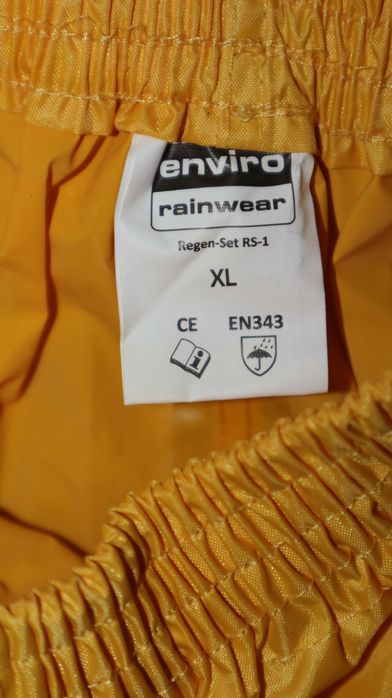 enviro
rainwear
Regen-Set RS-1
XL
CE EN343
i